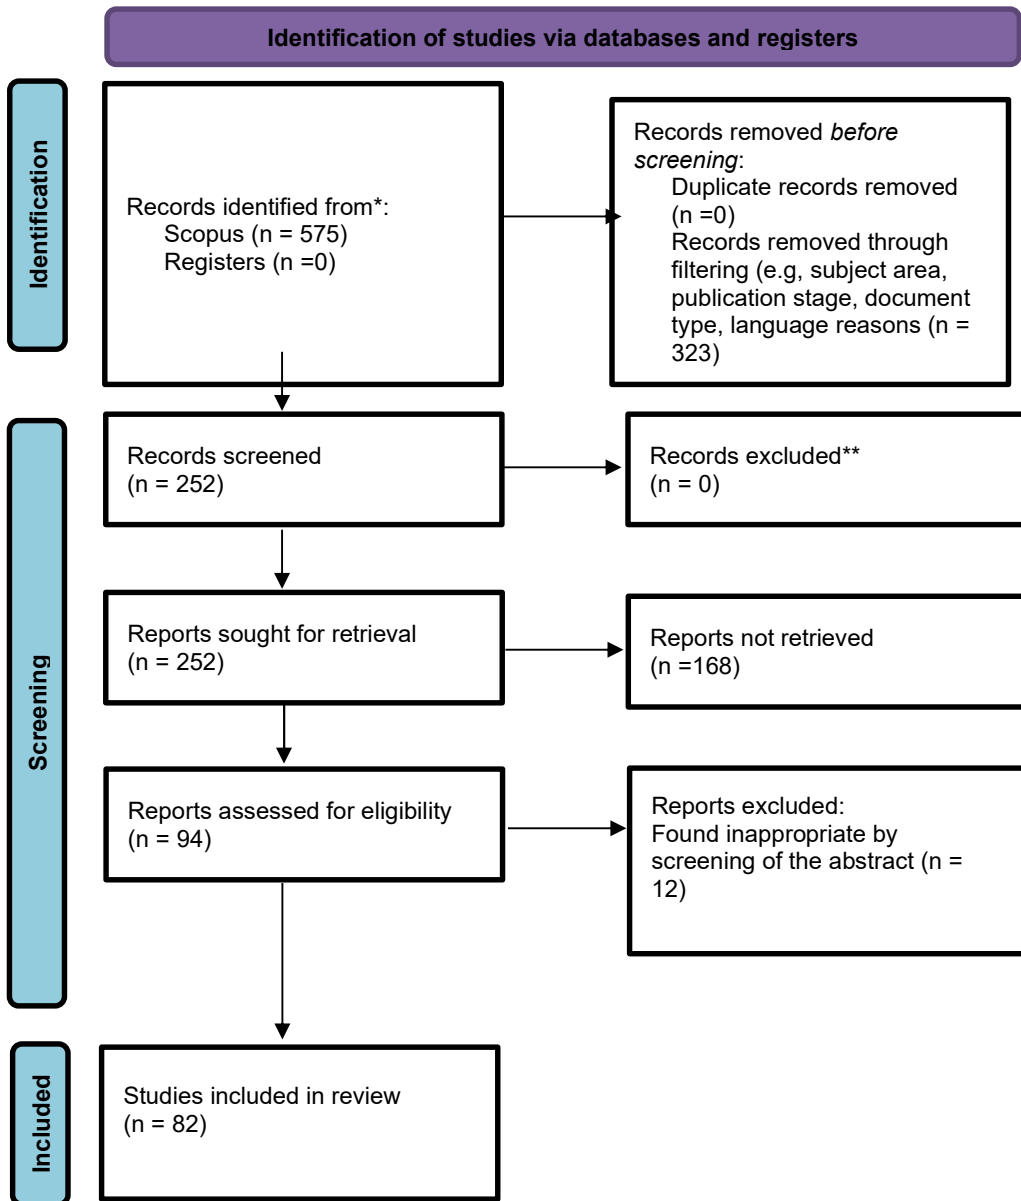 Identification of studies via databases and registers
Identification
Records identified from*:
Scopus (n = 575)
Registers (n =0)
Records removed before
screening:
Duplicate records removed
(n =0)
Records removed through
filtering (e.g, subject area,
publication stage, document
type, language reasons (n =
323)
Screening
Records screened
(n = 252)
Records excluded**
(n = 0)
Reports sought for retrieval
(n = 252)
Reports not retrieved
(n =168)
Reports assessed for eligibility
(n = 94)
Reports excluded:
Found inappropriate by
screening of the abstract (n =
12)
Included
Studies included in review
(n = 82)